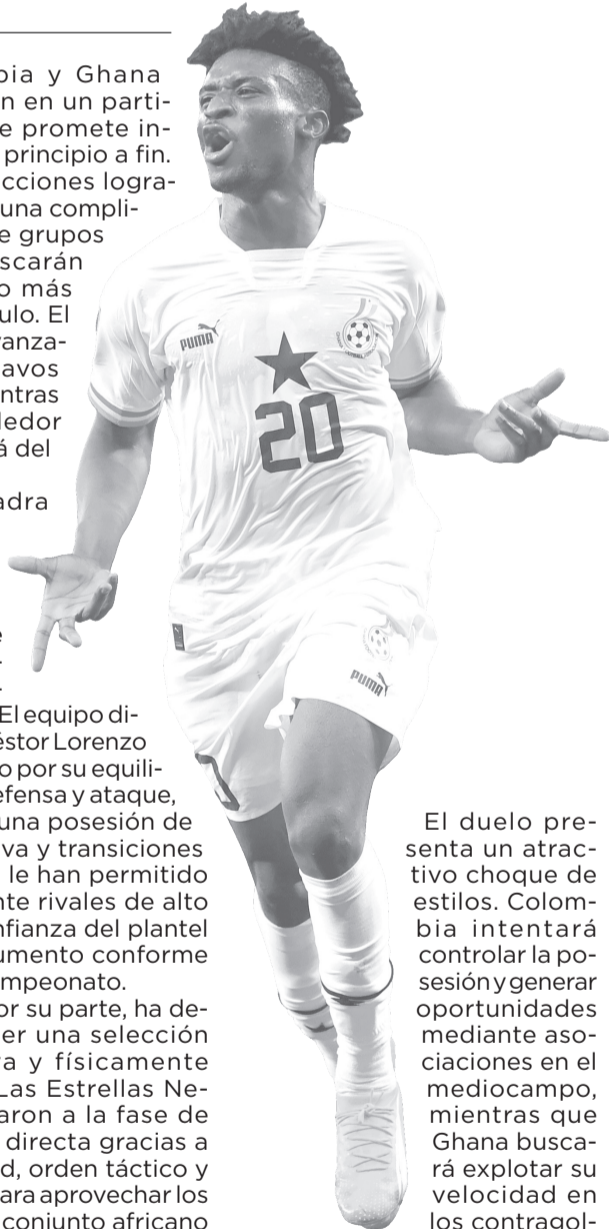 bia y Ghana
n en un parti-
e promete in-
principio a fin.
cciones logra-
una compli-
e grupos
scarán
o más
ulo. El
anza-
avos
ntras
edor
á del
adra
e
-
-
El equipo di-
éstor Lorenzo
o por su equili-
efensa y ataque,
una posesión de
va y transiciones
le han permitido
nte rivales de alto
nfianza del plantel
umento conforme
mpeonato.
or su parte, ha de-
er una selección
a y físicamente
Las Estrellas Ne-
aron a la fase de
directa gracias a
d, orden táctico y
ara aprovechar los
conjunto africano
PUMA
20
PUMA
El duelo pre-
senta un atrac-
tivo choque de
estilos. Colom-
bia intentará
controlar la po-
sesión y generar
oportunidades
mediante aso-
ciaciones en el
mediocampo,
mientras que
Ghana busca-
rá explotar su
velocidad en
los contragol-